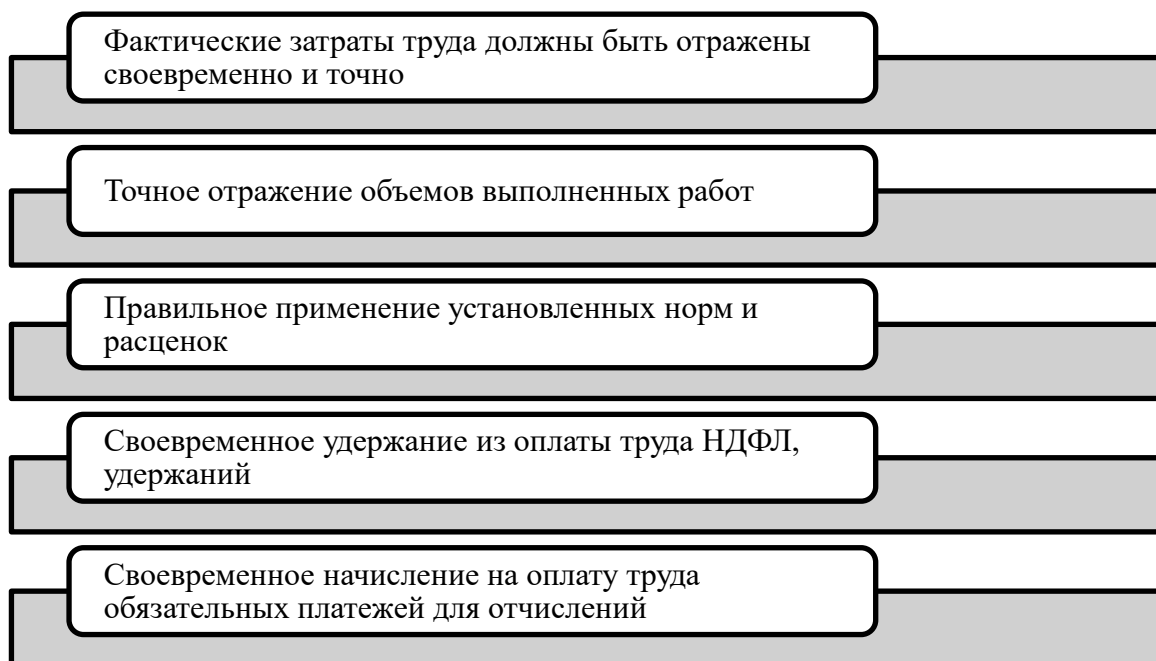 Фактические затраты труда должны быть отражены
своевременно и точно
Точное отражение объемов выполненных работ
Правильное применение установленных норм и
расценок
Своевременное удержание из оплаты труда НДФЛ,
удержаний
Своевременное начисление на оплату труда
обязательных платежей для отчислений